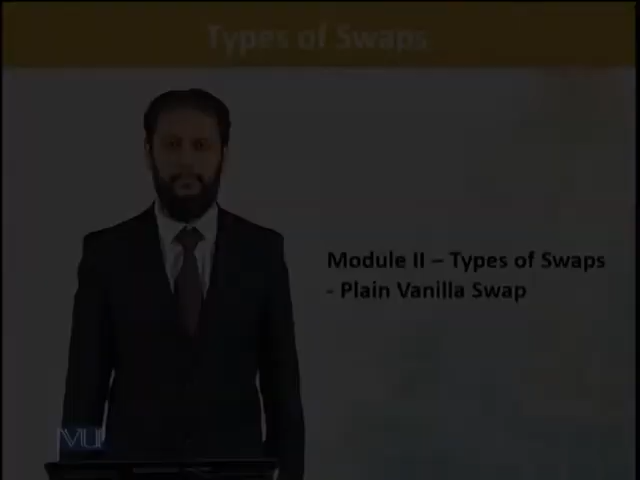 Types of Swaps
Module II – Types of Swaps
- Plain Vanilla Swap
VU